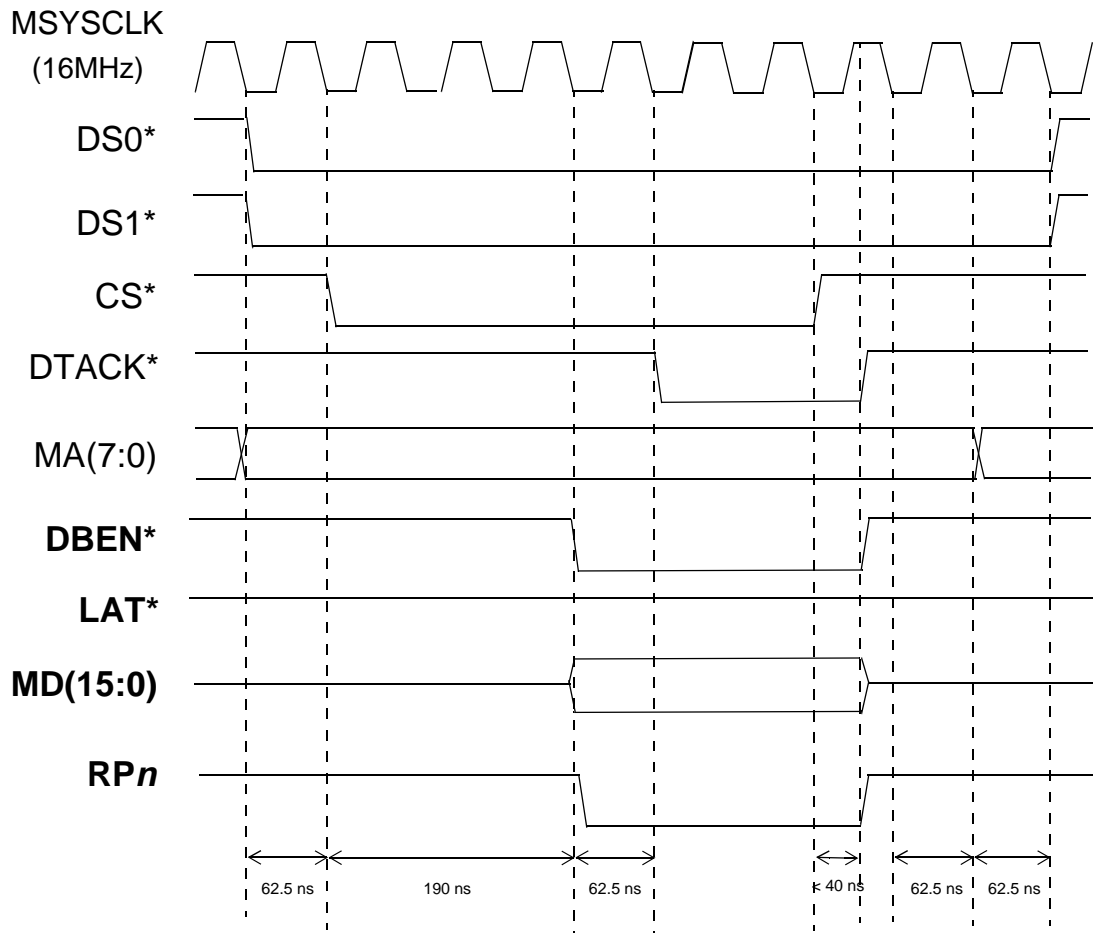 MSYSCLK
(16MHz)
DS0*
DS1*
CS*
DTACK*
MA(7:0)
DBEN*
LAT*
MD(15:0)
RPn
62.5 ns 190 ns 62.5 ns < 40 ns 62.5 ns 62.5 ns